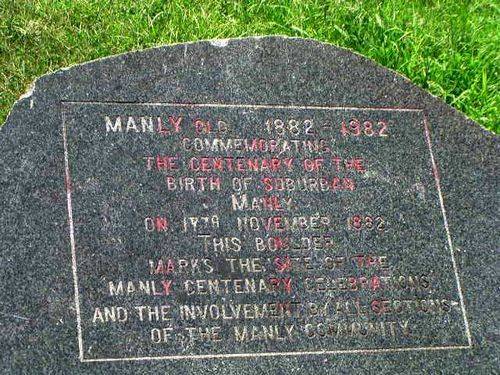 MANLY QLD 1882 - 1982
COMMEMORATING
THE CENTENARY OF THE
BIRTH OF SUBURBAN
MANLY
ON 17TH NOVEMBER 1882
THIS BOULDER
MARKS THE SITE OF THE
MANLY CENTENARY CELEBRATIONS
AND THE INVOLVEMENT BY ALL SECTIONS
OF THE MANLY COMMUNITY.